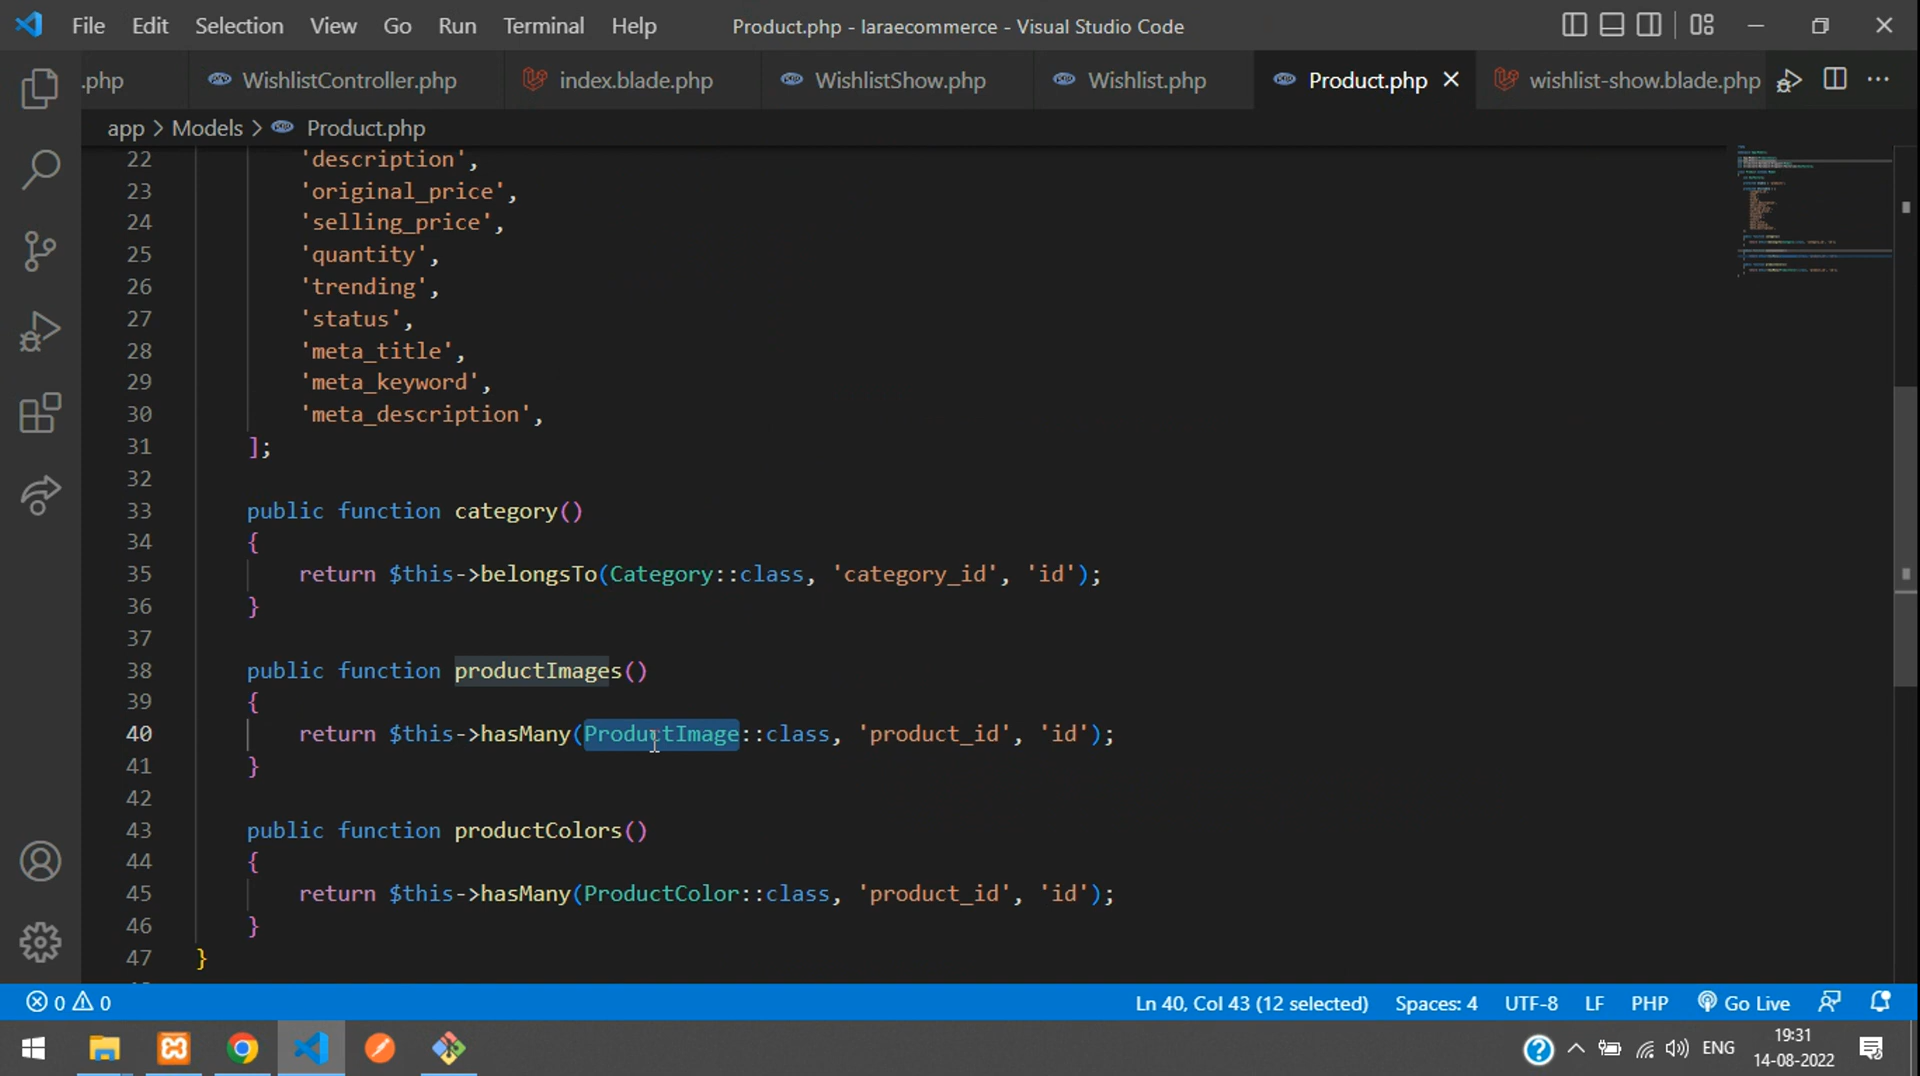 File Edit Selection View Go Run Terminal Help Product.php - laraecommerce - Visual Studio Code
.php WishlistController.php index.blade.php WishlistShow.php Wishlist.php Product.php wishlist-show.blade.php
app > Models > Product.php
22 'description',
23 'original_price',
24 'selling_price',
25 'quantity',
26 'trending',
27 'status',
28 'meta_title',
29 'meta_keyword',
30 'meta_description',
31 ];
32
33 public function category()
34 {
35 return $this->belongsTo(Category::class, 'category_id', 'id');
36 }
37
38 public function productImages()
39 {
40 return $this->hasMany(ProductImage::class, 'product_id', 'id');
41 }
42
43 public function productColors()
44 {
45 return $this->hasMany(ProductColor::class, 'product_id', 'id');
46 }
47 }
0 0 Ln 40, Col 43 (12 selected) Spaces: 4 UTF-8 LF PHP Go Live
ENG 19:31
14-08-2022